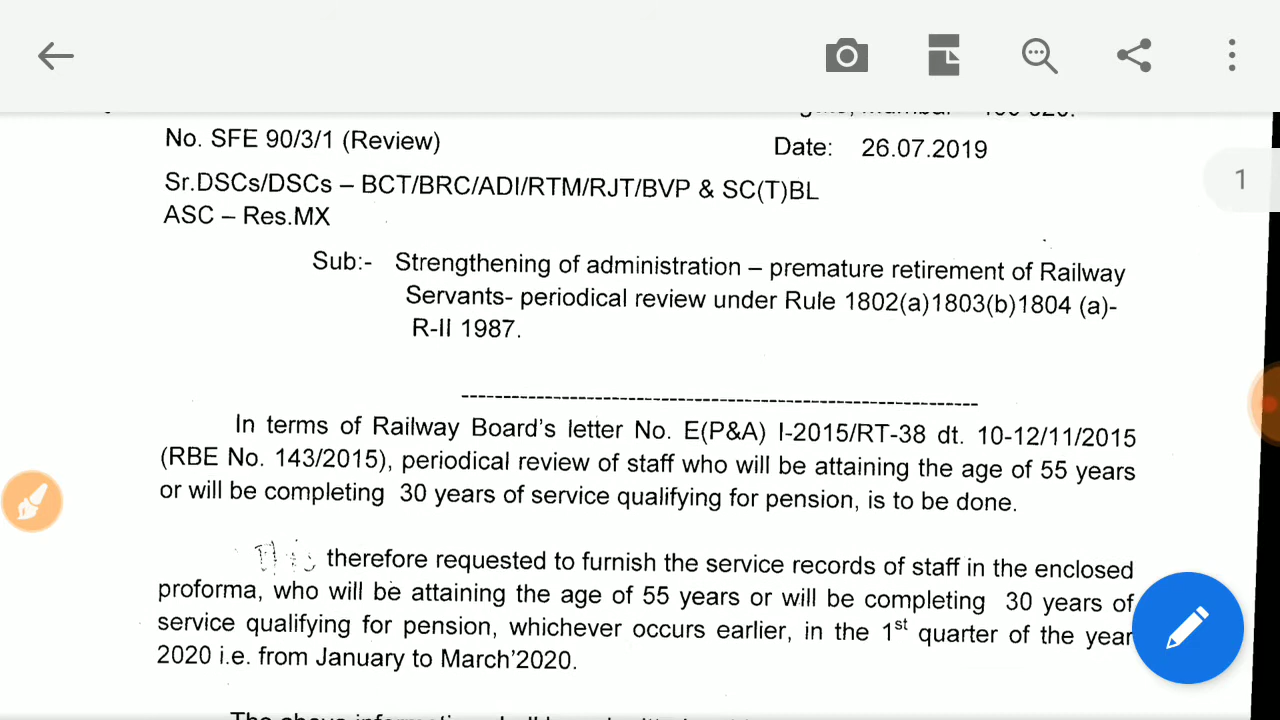 No. SFE 90/3/1 (Review)
Date: 26.07.2019
1
Sr.DSCs/DSCs – BCT/BRC/ADI/RTM/RJT/BVP & SC(T)BL
ASC – Res.MX
Sub:- Strengthening of administration – premature retirement of Railway
Servants- periodical review under Rule 1802(a)1803(b)1804 (a)-
R-II 1987.
In terms of Railway Board's letter No. E(P&A) I-2015/RT-38 dt. 10-12/11/2015
(RBE No. 143/2015), periodical review of staff who will be attaining the age of 55 years
or will be completing 30 years of service qualifying for pension, is to be done.
therefore requested to furnish the service records of staff in the enclosed
proforma, who will be attaining the age of 55 years or will be completing 30 years of
service qualifying for pension, whichever occurs earlier, in the 1st quarter of the year
2020 i.e. from January to March'2020.